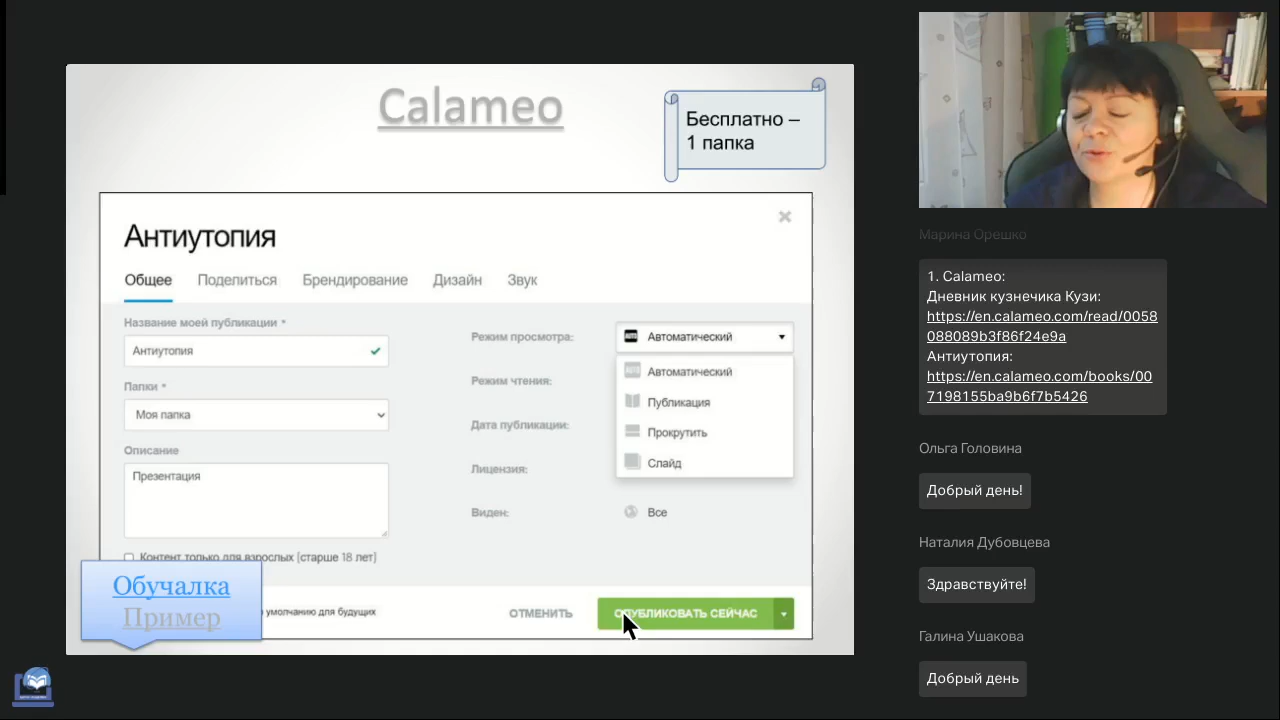 Calameo
Бесплатно –
1 папка
Антиутопия
Общее Поделиться Брендирование Дизайн Звук
Название моей публикации *
Антиутопия
Папки *
Моя папка
Описание
Презентация
Контент только для взрослых (старше 18 лет)
умолчанию для будущих
Режим просмотра:
Автоматический
Автоматический
Режим чтения:
Публикация
Дата публикации:
Прокрутить
Лицензия:
Слайд
Виден:
Все
ОТМЕНИТЬ
ОПУБЛИКОВАТЬ СЕЙЧАС
Обучалка
Пример
Марина Орешко
1. Calameo:
Дневник кузнечика Кузи:
https://en.calameo.com/read/0058
088089b3f86f24e9a
Антиутопия:
https://en.calameo.com/books/00
7198155ba9b6f7b5426
Ольга Головина
Добрый день!
Наталия Дубовцева
Здравствуйте!
Галина Ушакова
Добрый день